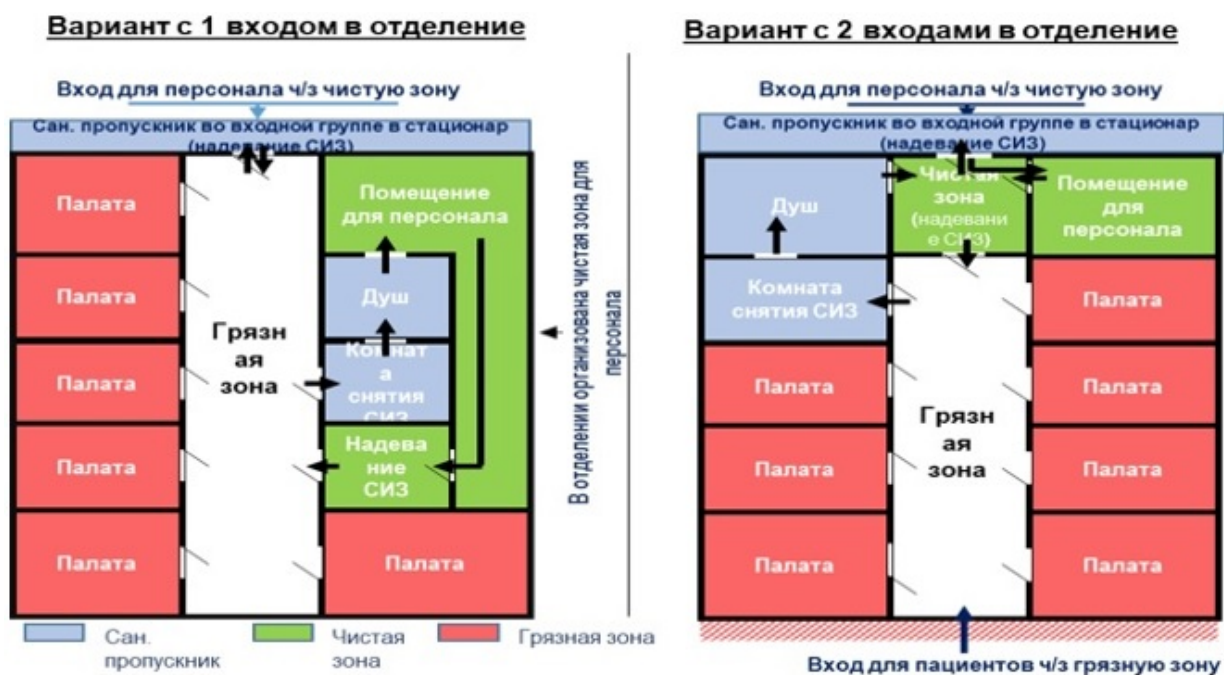 Вариант с 1 входом в отделение
Вход для персонала ч/з чистую зону
Сан. пропускник во входной группе в стационар
(надевание СИЗ)
Палата
Помещение
для персонала
Палата
Душ
Грязн
ая
зона
Палата
Комнат
а
снятия
СИЗ
Палата
Надева
ние
СИЗ
Палата
Палата
Сан.
пропускник
Чистая
зона
Грязная зона
В отделении организована чистая зона для
персонала
Вариант с 2 входами в отделение
Вход для персонала ч/з чистую зону
Сан. пропускник во входной группе в стационар
(надевание СИЗ)
Душ
Чистая
зона
(надевани
е СИЗ)
Помещение
для
персонала
Комната
снятия СИЗ
Палата
Палата
Грязн
ая
зона
Палата
Палата
Палата
Палата
Палата
Вход для пациентов ч/з грязную зону